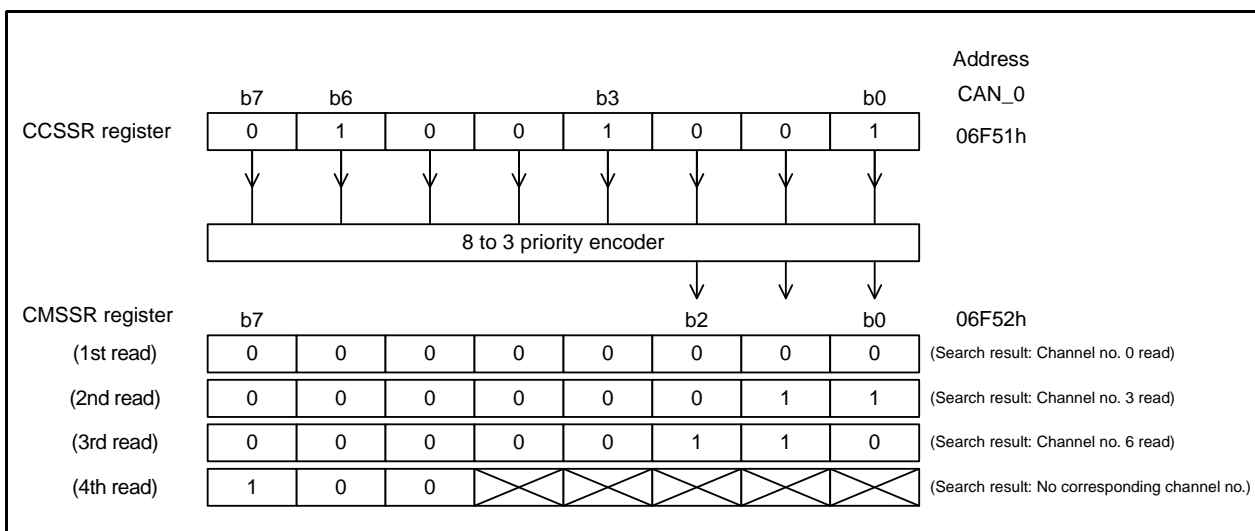 Address
b7 b6 b3 b0 CAN_0
CCSSR register 0 1 0 0 1 0 0 1 06F51h
8 to 3 priority encoder
CMSSR register b7 b2 b0 06F52h
(1st read) 0 0 0 0 0 0 0 0 (Search result: Channel no. 0 read)
(2nd read) 0 0 0 0 0 0 1 1 (Search result: Channel no. 3 read)
(3rd read) 0 0 0 0 0 1 1 0 (Search result: Channel no. 6 read)
(4th read) 1 0 0 (Search result: No corresponding channel no.)